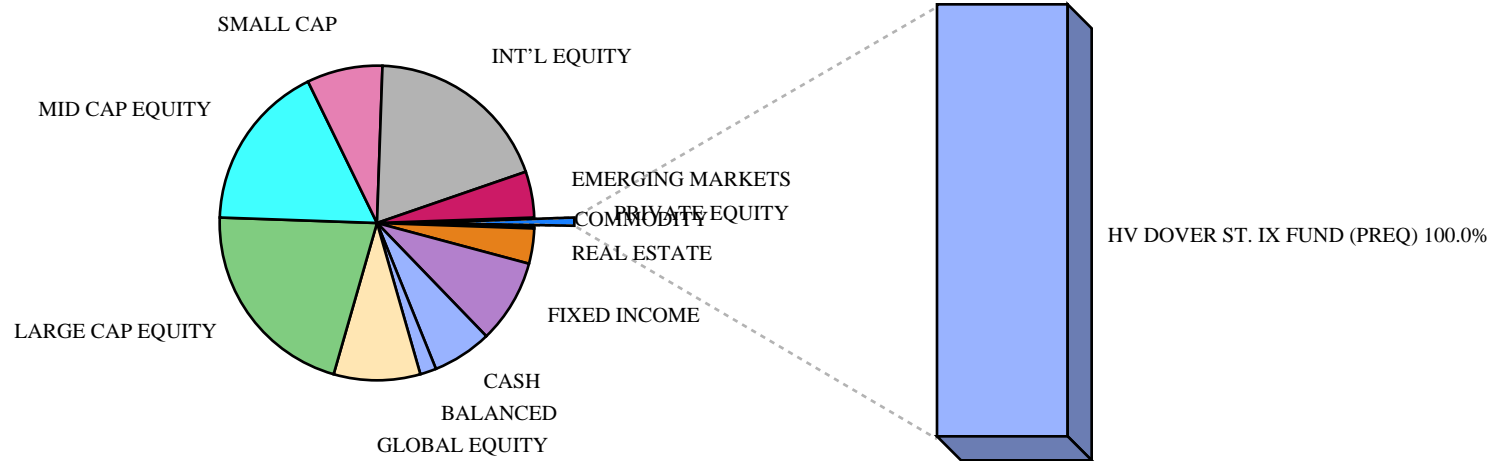 SMALL CAP
INT'L EQUITY
MID CAP EQUITY
EMERGING MARKETS
PRIVATE EQUITY
COMMODITY
HV DOVER ST. IX FUND (PREQ) 100.0%
REAL ESTATE
FIXED INCOME
LARGE CAP EQUITY
CASH
BALANCED
GLOBAL EQUITY